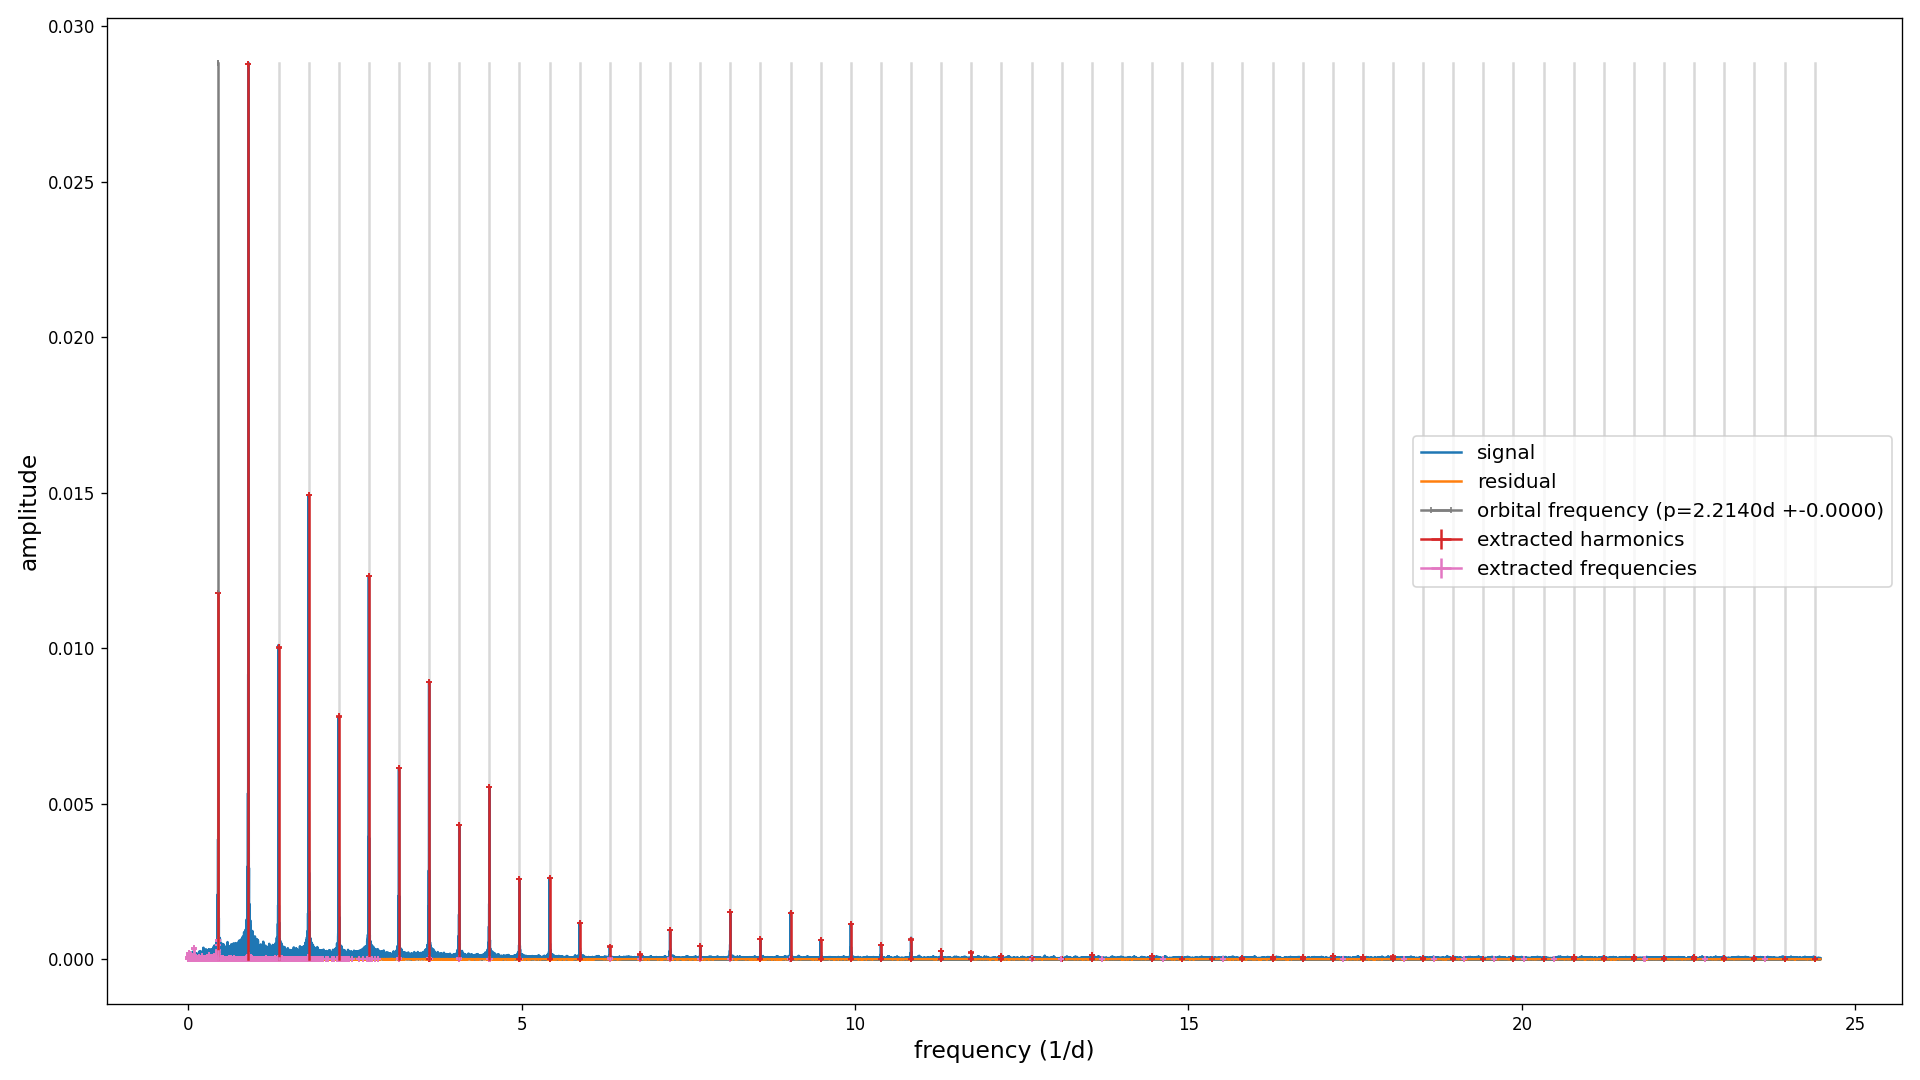 0.030
0.025
0.020
0.015
0.010
0.005
0.000
amplitude
0
5
10
15
20
25
frequency (1/d)
signal
residual
orbital frequency (p=2.2140d +-0.0000)
extracted harmonics
extracted frequencies